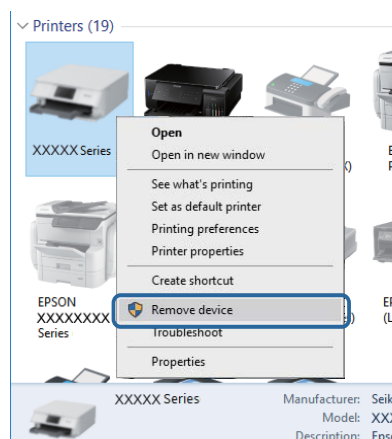 Printers (19)
XXXXX Series
Open
Open in new window
See what's printing
Set as default printer
Printing preferences
Printer properties
Create shortcut
Remove device
Troubleshoot
Properties
EPSON
XXXXXXXX
Series
XXXXX Series
Manufacturer:
Model:
Description: